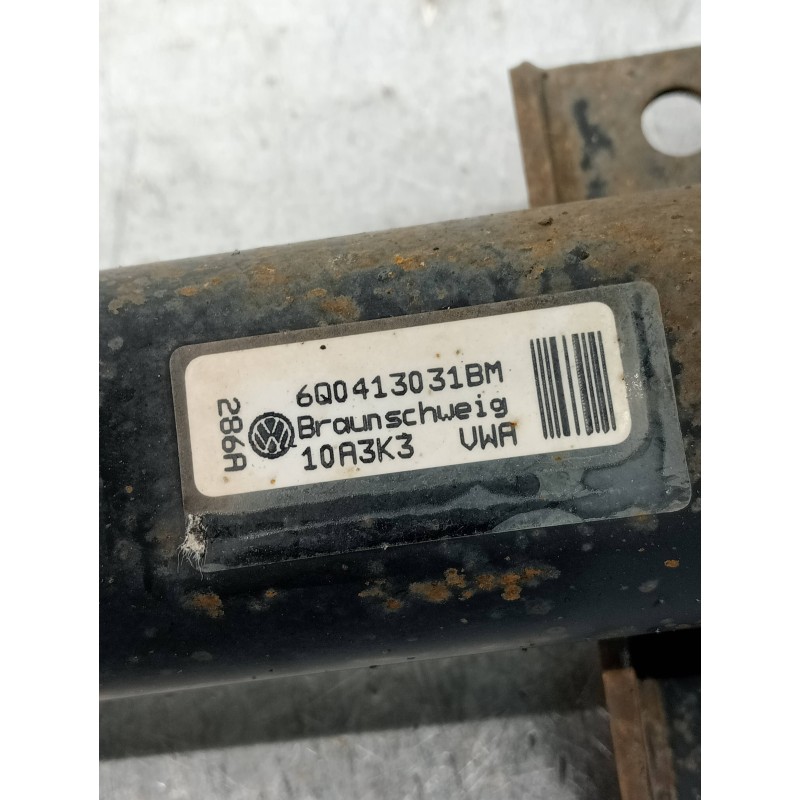 6Q0413031BM
Braunschweig
10A3K3 VWA
286A